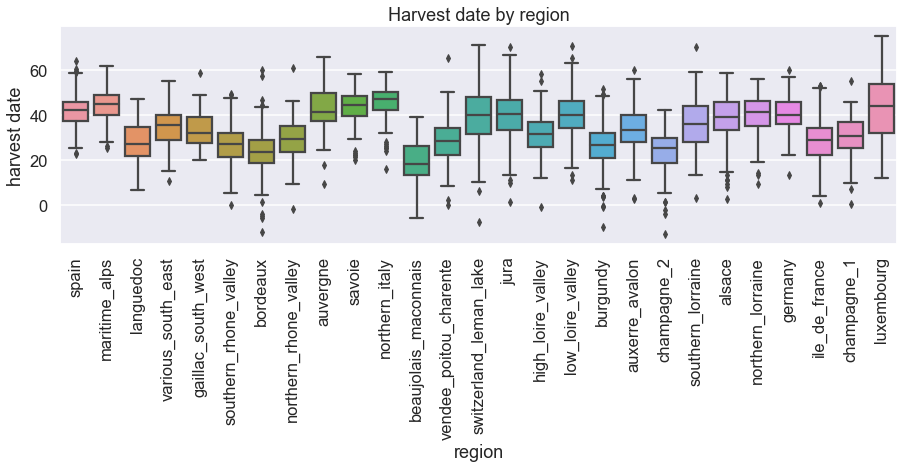 Harvest date by region
harvest date
60
40
20
0
spain
maritime_alps
languedoc
various_south_east
gaillac_south_west
southern_rhone_valley
bordeaux
northern_rhone_valley
auvergne
savoie
northern_italy
beaujolais_maconnais
vendee_poitou_charente
switzerland_leman_lake
jura
high_loire_valley
low_loire_valley
burgundy
auxerre_avalon
champagne_2
southern_lorraine
alsace
northern_lorraine
germany
ile_de_france
champagne_1
luxembourg
region